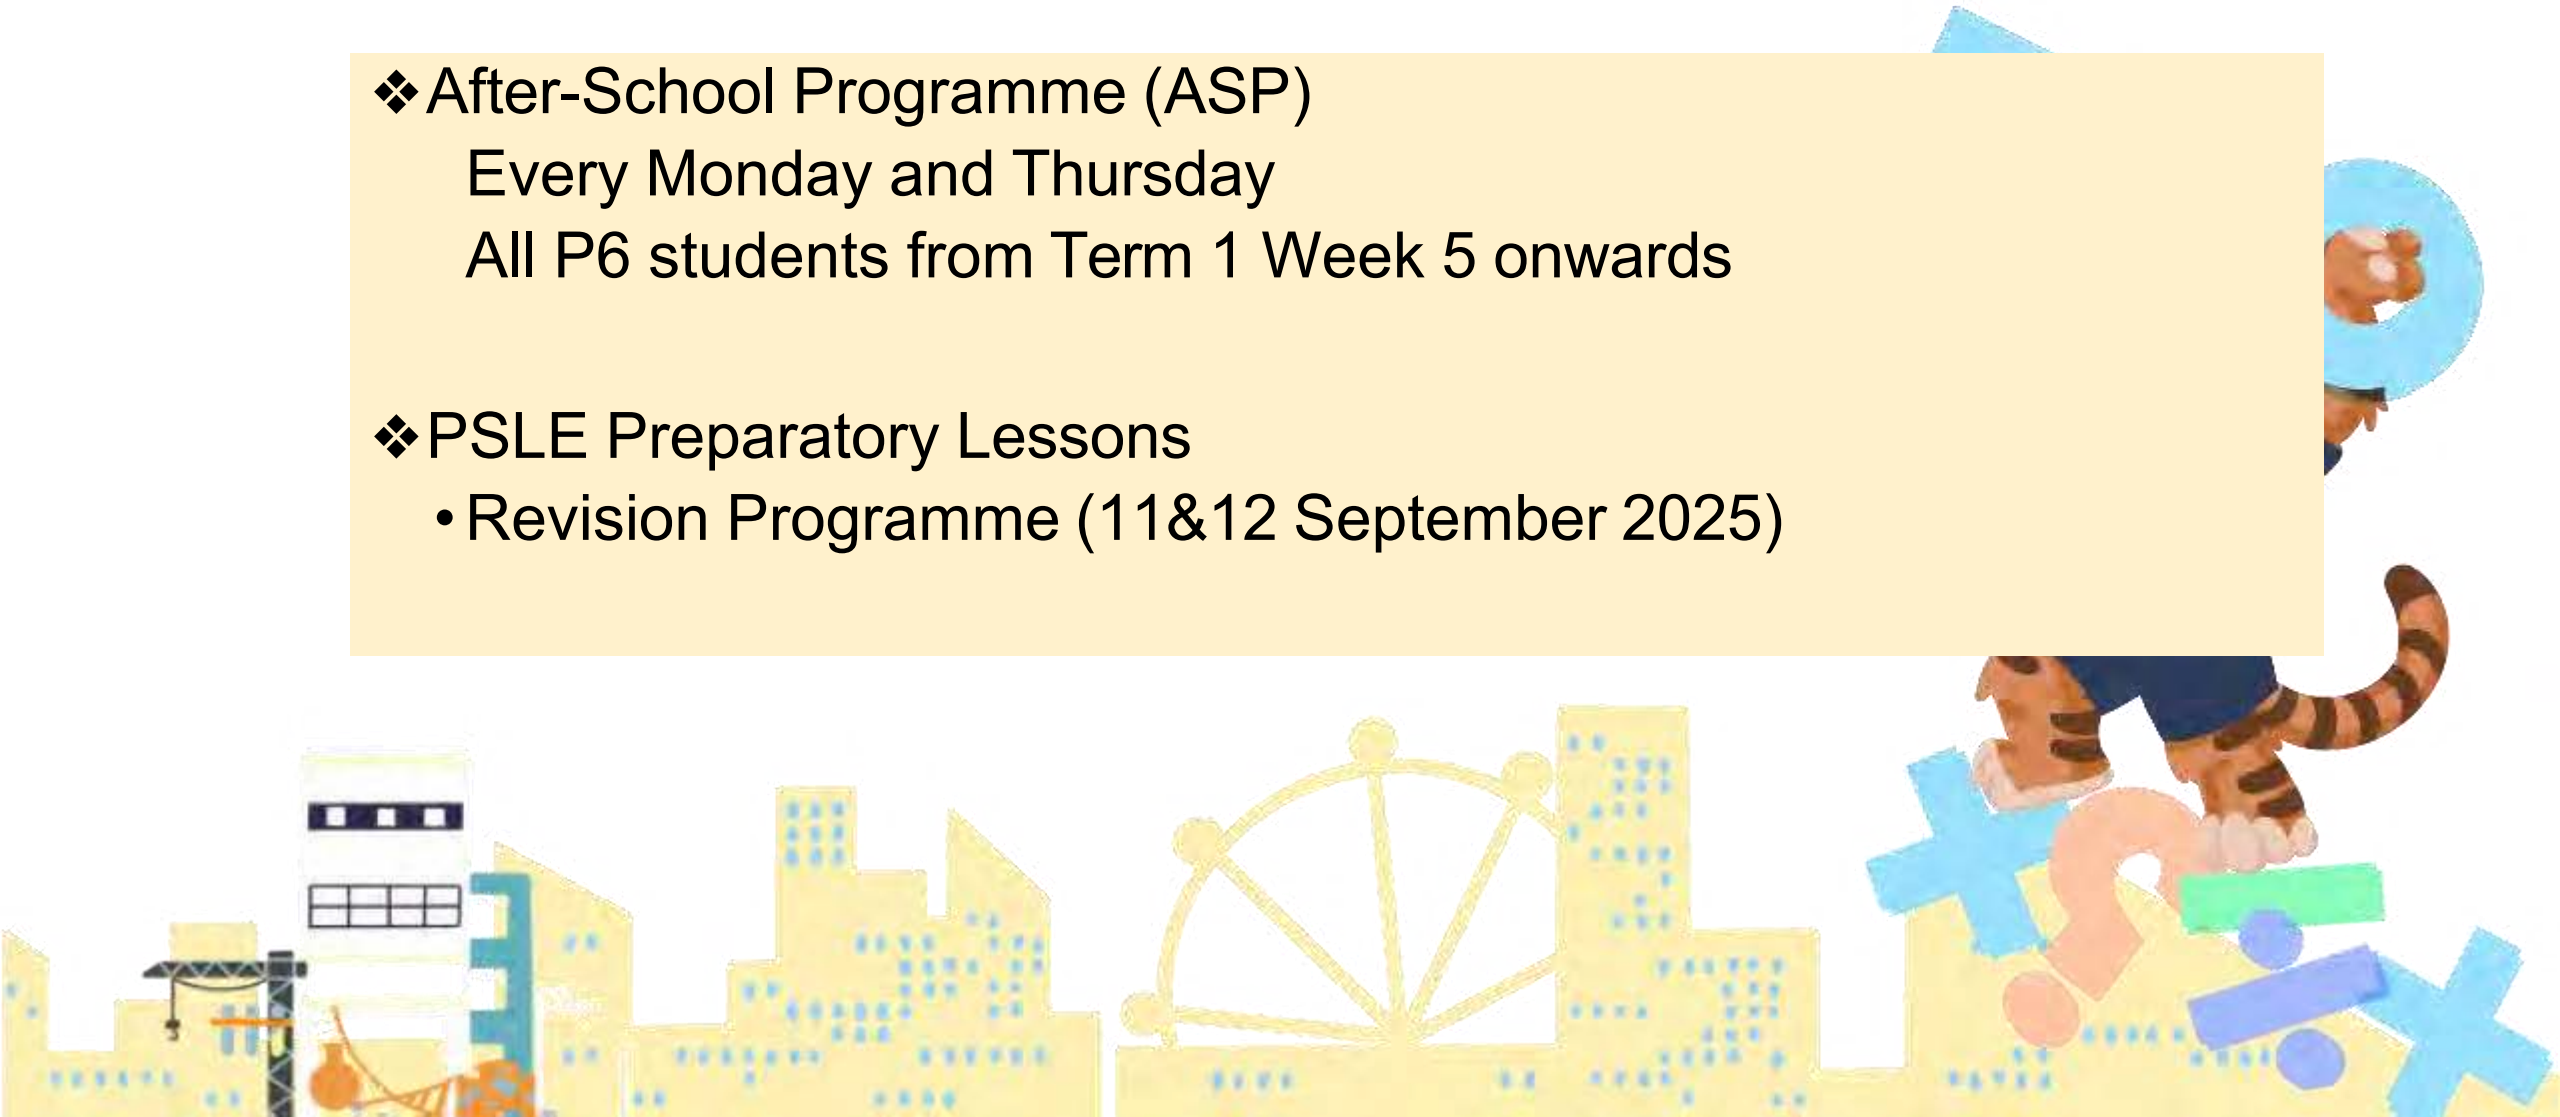 ❖After-School Programme (ASP)
Every Monday and Thursday
All P6 students from Term 1 Week 5 onwards
❖PSLE Preparatory Lessons
•Revision Programme (11&12 September 2025)